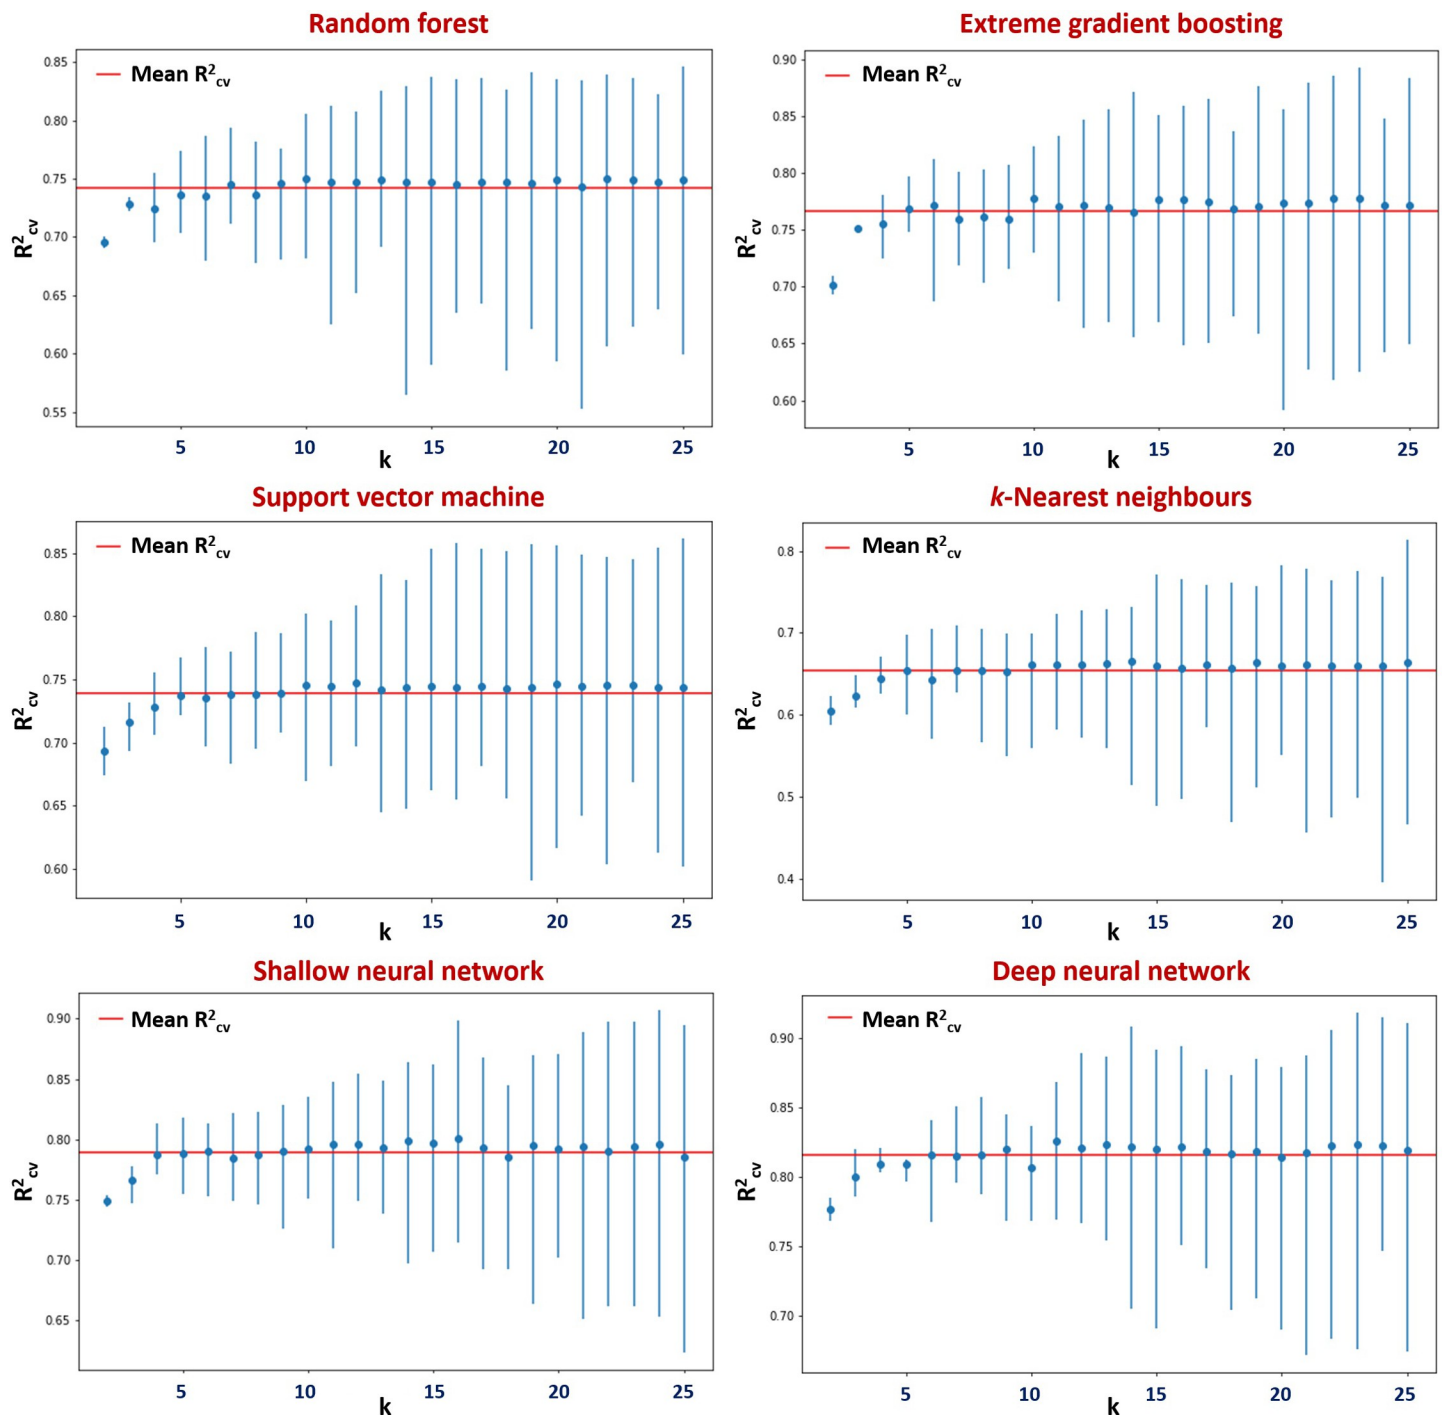 Random forest
Mean R²cv
R²cv
0.85
0.80
0.75
0.70
0.65
0.60
0.55
5 10 15 20 25
k
Extreme gradient boosting
Mean R²cv
R²cv
0.90
0.85
0.80
0.75
0.70
0.65
0.60
5 10 15 20 25
k
Support vector machine
Mean R²cv
R²cv
0.85
0.80
0.75
0.70
0.65
0.60
5 10 15 20 25
k
k-Nearest neighbours
Mean R²cv
R²cv
0.8
0.7
0.6
0.5
0.4
5 10 15 20 25
k
Shallow neural network
Mean R²cv
R²cv
0.90
0.85
0.80
0.75
0.70
0.65
5 10 15 20 25
k
Deep neural network
Mean R²cv
R²cv
0.90
0.85
0.80
0.75
0.70
5 10 15 20 25
k